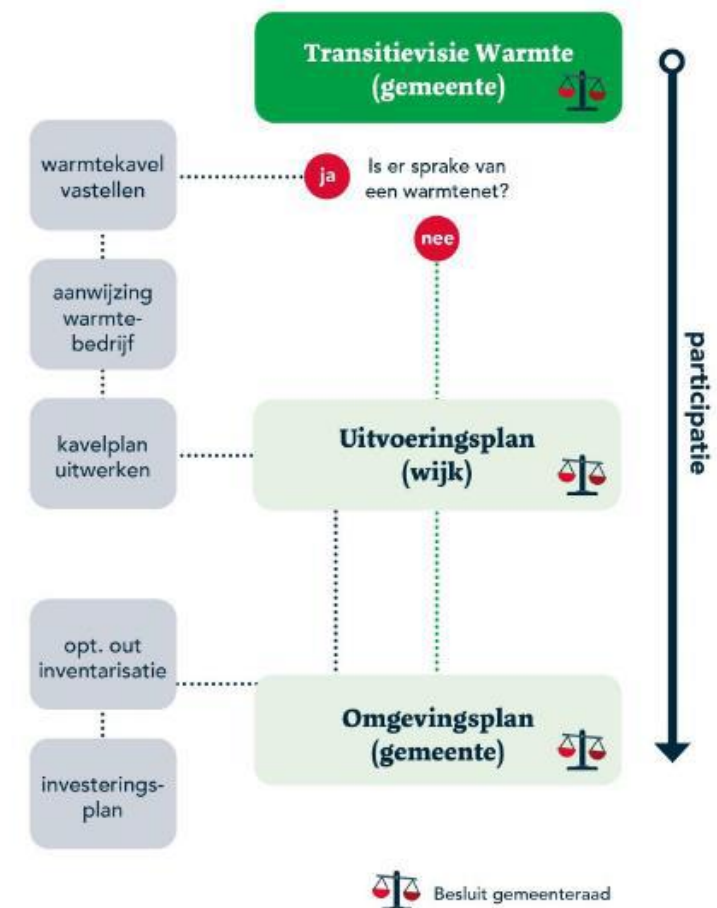 Transitievisie Warmte
(gemeente)
warmtekavel
vastellen
ja
Is er sprake van
een warmtenet?
nee
aanwijzing
warmte-
bedrijf
kavelplan
uitwerken
Uitvoeringsplan
(wijk)
participatie
opt. out
inventarisatie
Omgevingsplan
(gemeente)
investerings-
plan
Besluit gemeenteraad